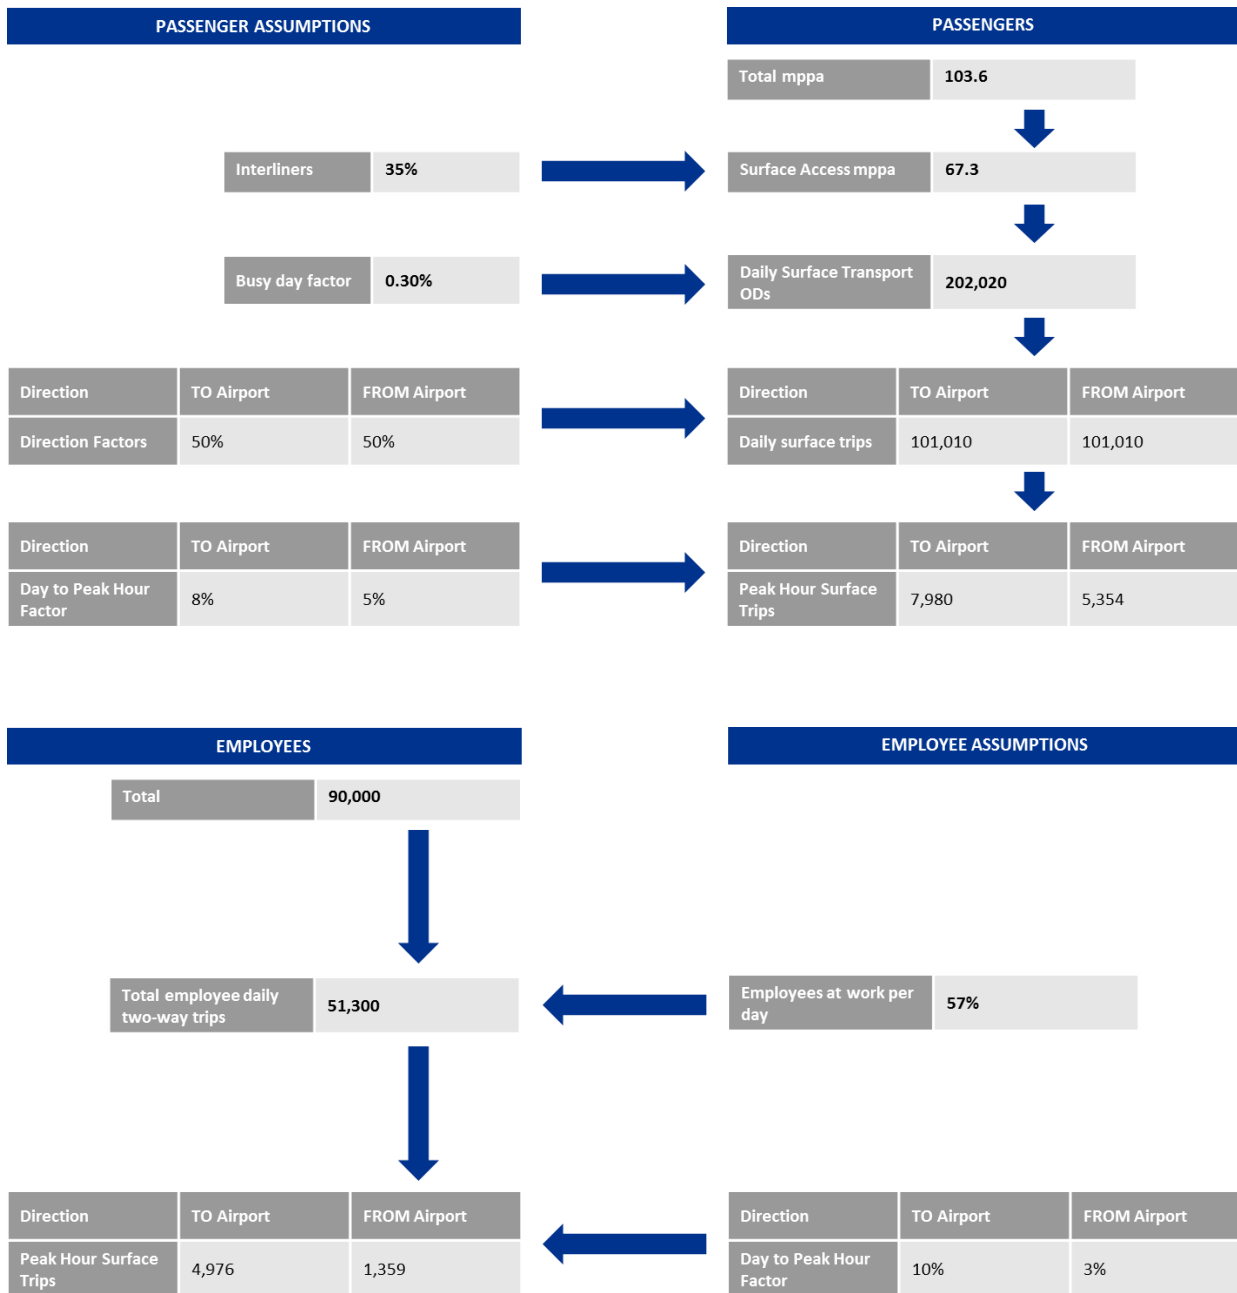 PASSENGER ASSUMPTIONS
PASSENGERS
Total mppa 103.6
Interliners 35%
Surface Access mppa 67.3
Busy day factor 0.30%
Daily Surface Transport
ODs
202,020
Direction TO Airport FROM Airport
Direction Factors 50% 50%
Direction TO Airport FROM Airport
Daily surface trips 101,010 101,010
Direction TO Airport FROM Airport
Day to Peak Hour
Factor
8% 5%
Direction TO Airport FROM Airport
Peak Hour Surface
Trips
7,980 5,354
EMPLOYEES
EMPLOYEE ASSUMPTIONS
Total 90,000
Total employee daily
two-way trips
51,300
Employees at work per
day
57%
Direction TO Airport FROM Airport
Peak Hour Surface
Trips
4,976 1,359
Direction TO Airport FROM Airport
Day to Peak Hour
Factor
10% 3%